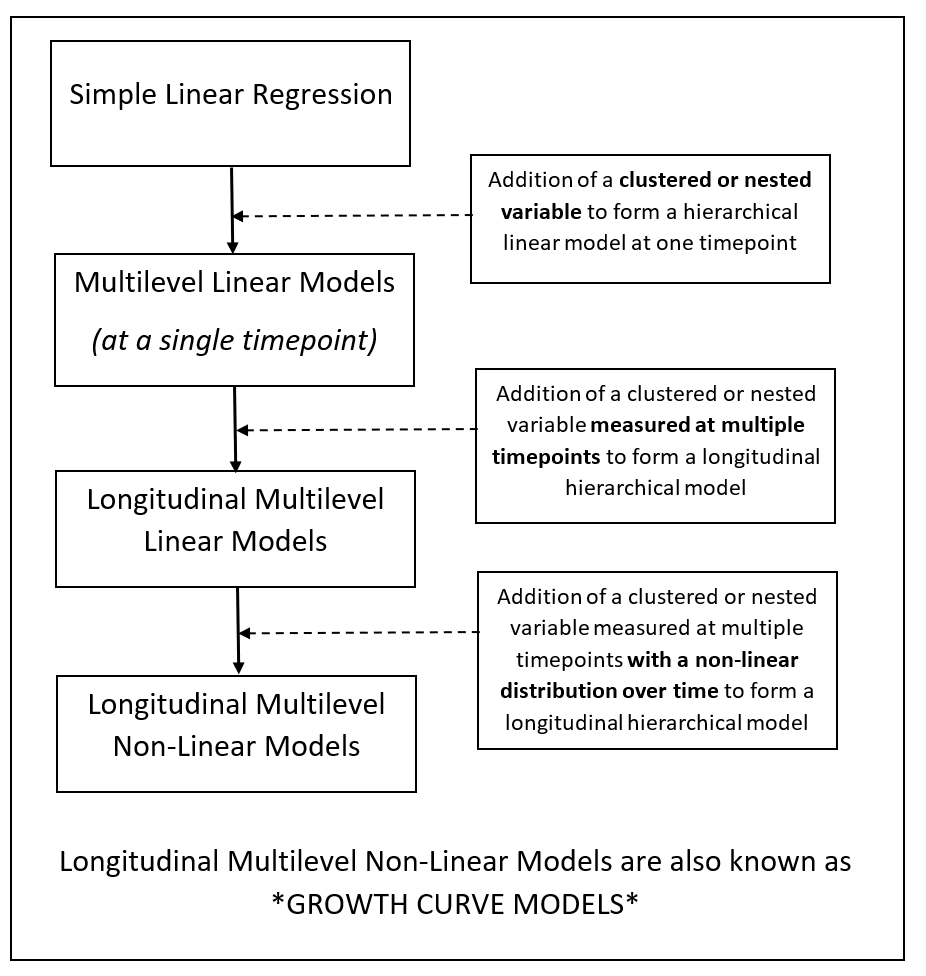 Simple Linear Regression
Addition of a clustered or nested
variable to form a hierarchical
linear model at one timepoint
Multilevel Linear Models
(at a single timepoint)
Addition of a clustered or nested
variable measured at multiple
timepoints to form a longitudinal
hierarchical model
Longitudinal Multilevel
Linear Models
Addition of a clustered or nested
variable measured at multiple
timepoints with a non-linear
distribution over time to form a
longitudinal hierarchical model
Longitudinal Multilevel
Non-Linear Models
Longitudinal Multilevel Non-Linear Models are also known as
*GROWTH CURVE MODELS*